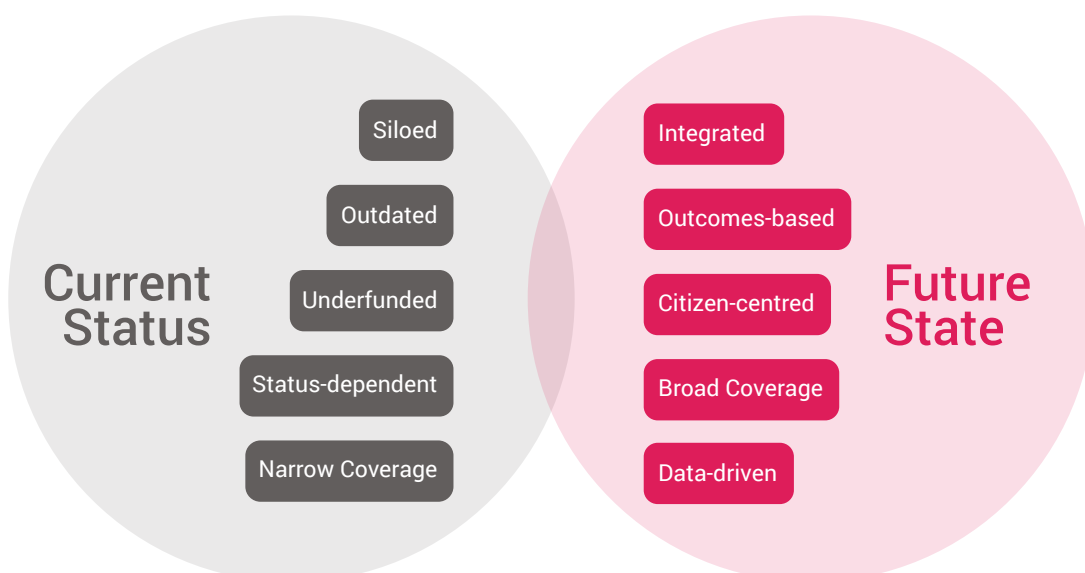 Current
Status
Siloed
Outdated
Underfunded
Status-dependent
Narrow Coverage
Integrated
Outcomes-based
Citizen-centred
Broad Coverage
Data-driven
Future
State